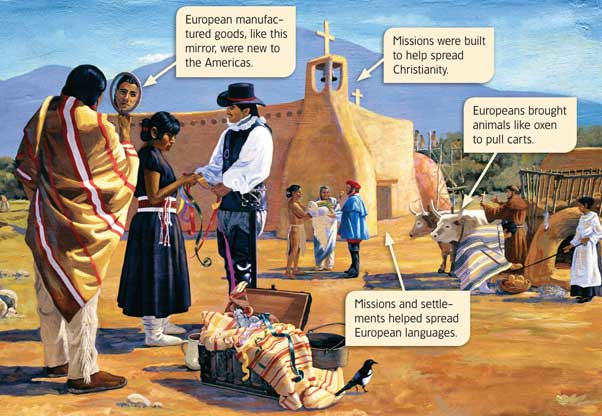 European manufac-
tured goods, like this
mirror, were new to
the Americas.
Missions were built
to help spread
Christianity.
Europeans brought
animals like oxen
to pull carts.
Missions and settle-
ments helped spread
European languages.